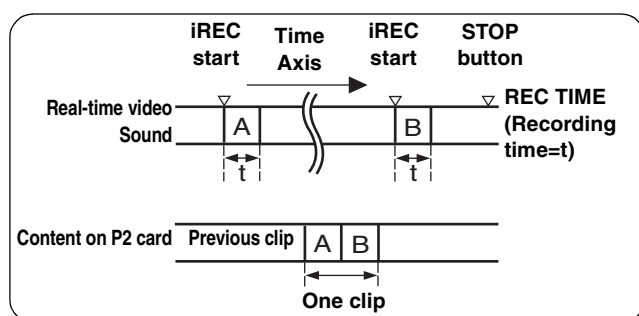 iREC start
Time Axis
iREC start
STOP button
Real-time video
Sound
A
B
REC TIME
(Recording
time=t)
t
t
Content on P2 card
Previous clip
A
B
One clip